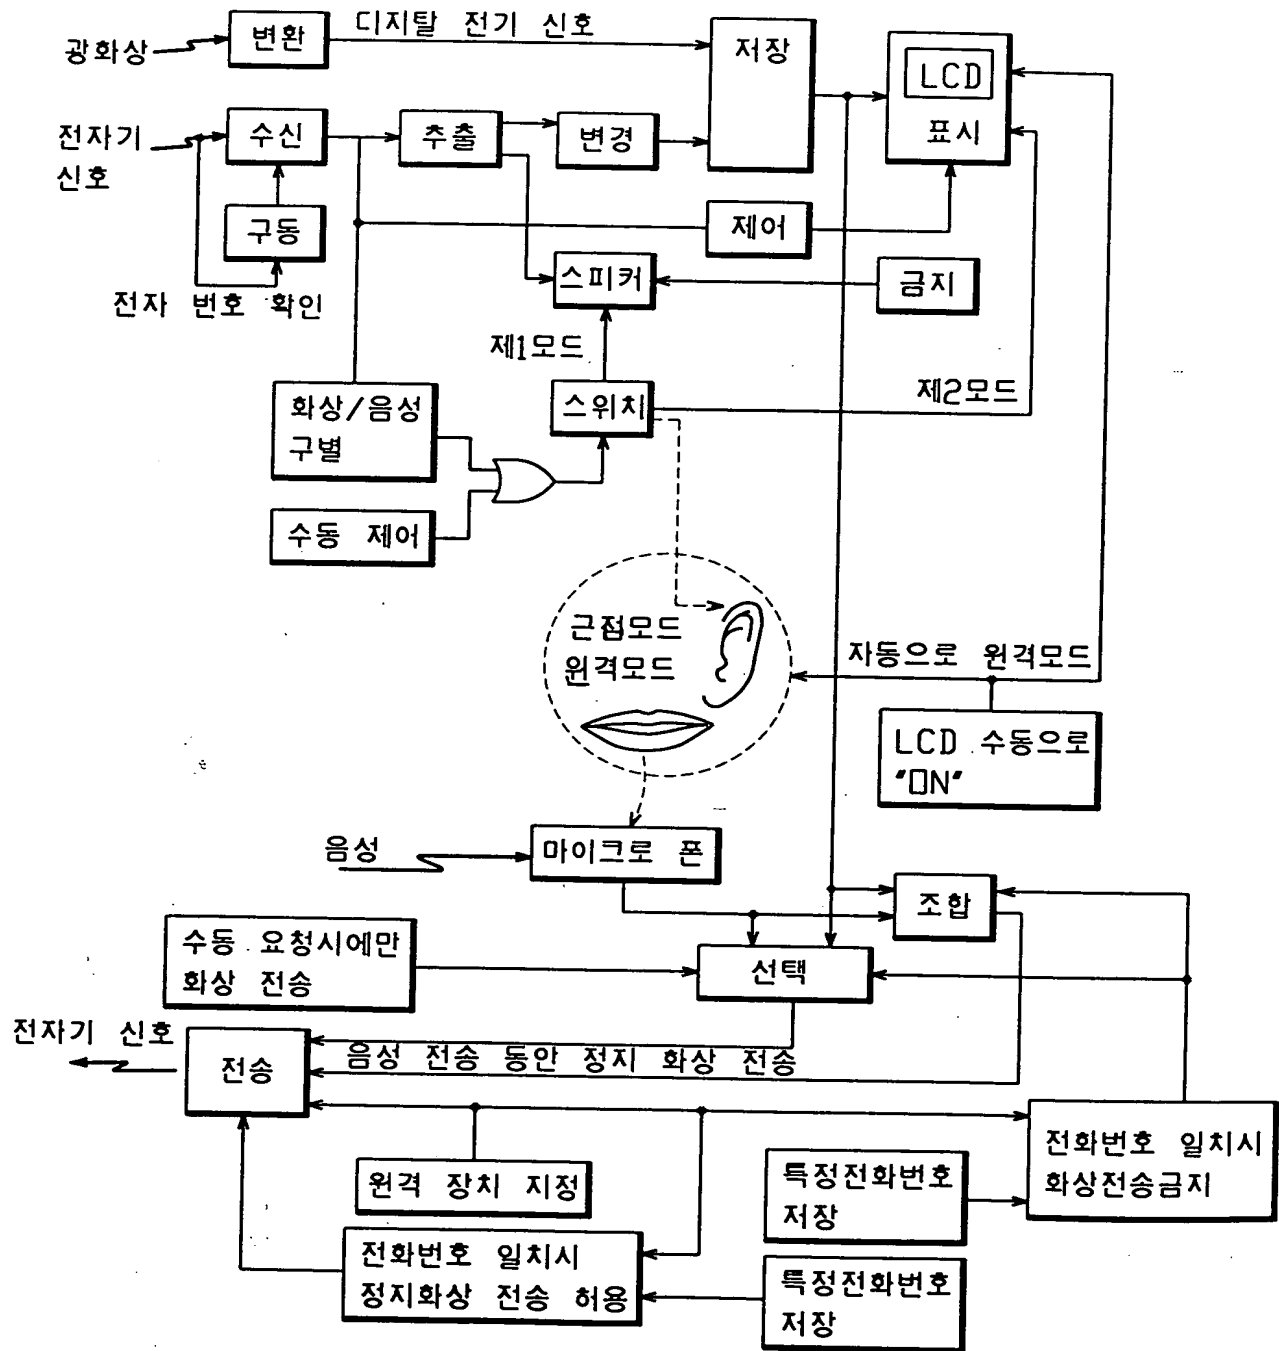 광화상
변환
디지탈 전기 신호
저장
LCD
표시
전자기
신호
수신
추출
변경
구동
제어
전자 번호 확인
스피커
금지
제1모드
제2모드
화상/음성
구별
스위치
수동 제어
근접모드
원격모드
자동으로 원격모드
LCD 수동으로
"ON"
음성
마이크로 폰
조합
수동 요청시에만
화상 전송
선택
전자기 신호
전송
음성 전송 동안 정지 화상 전송
원격 장치 지정
특정전화번호
저장
전화번호 일치시
화상전송금지
전화번호 일치시
정지화상 전송 허용
특정전화번호
저장